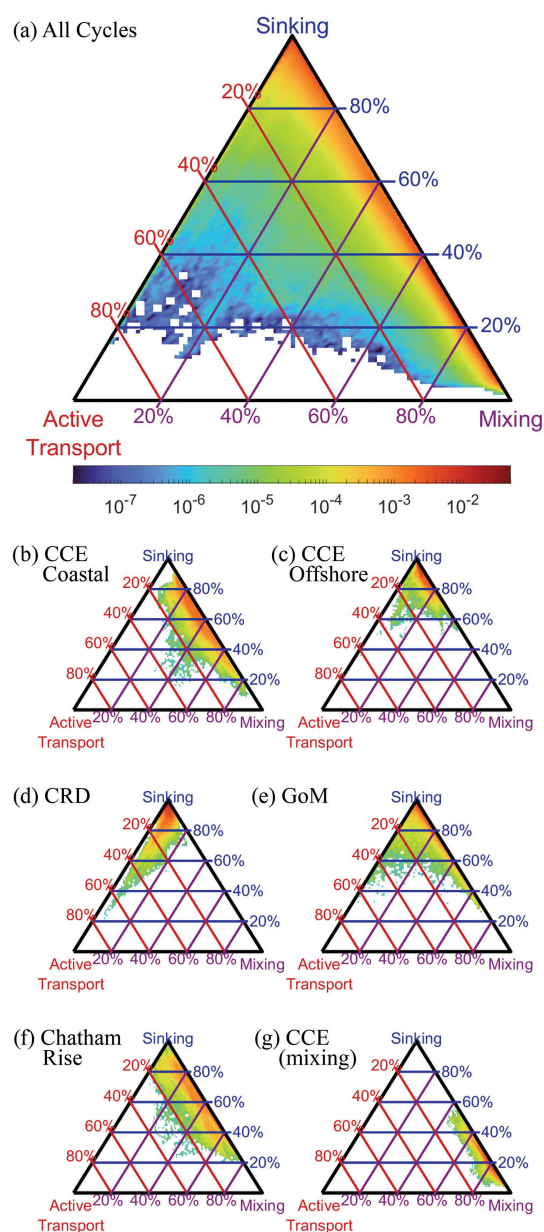 (a) All Cycles
Sinking
20%
80%
40%
60%
60%
40%
80%
20%
Active
Transport
20%
40%
60%
80%
Mixing
10-7
10-6
10-5
10-4
10-3
10-2
(b) CCE
Coastal
Sinking
20%
80%
40%
60%
60%
40%
80%
20%
Active
Transport
20%
40%
60%
80%
Mixing
(c) CCE
Offshore
Sinking
20%
80%
40%
60%
60%
40%
80%
20%
Active
Transport
20%
40%
60%
80%
Mixing
(d) CRD
Sinking
20%
80%
40%
60%
60%
40%
80%
20%
Active
Transport
20%
40%
60%
80%
Mixing
(e) GoM
Sinking
20%
80%
40%
60%
60%
40%
80%
20%
Active
Transport
20%
40%
60%
80%
Mixing
(f) Chatham
Rise
Sinking
20%
80%
40%
60%
60%
40%
80%
20%
Active
Transport
20%
40%
60%
80%
Mixing
(g) CCE
(mixing)
Sinking
20%
80%
40%
60%
60%
40%
80%
20%
Active
Transport
20%
40%
60%
80%
Mixing